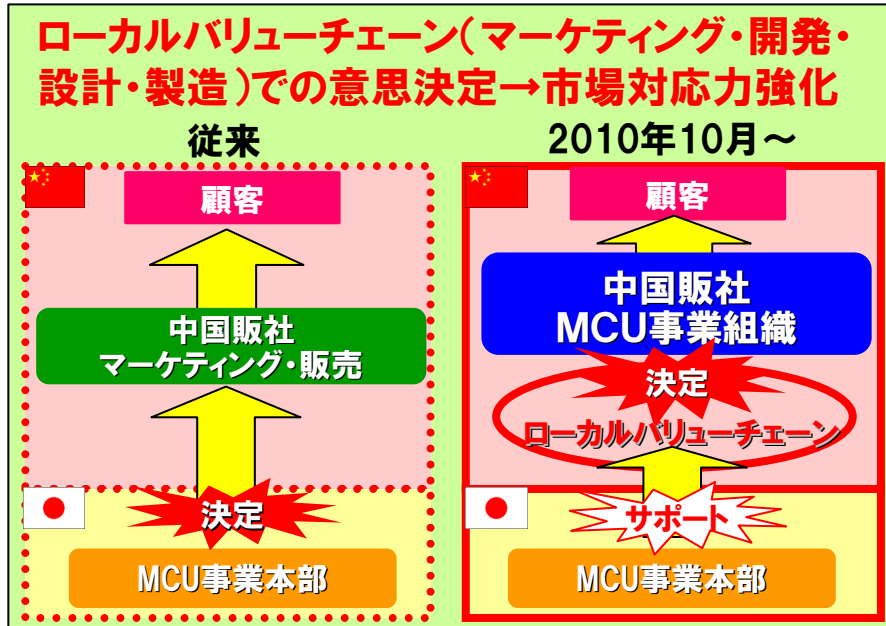 ローカルバリューチェーン(マーケティング・開発・
設計・製造)での意思決定→市場対応力強化
従来
顧客
中国販社
マーケティング・販売
決定
MCU事業本部
2010年10月～
顧客
中国販社
MCU事業組織
決定
ローカルバリューチェーン
サポート
MCU事業本部